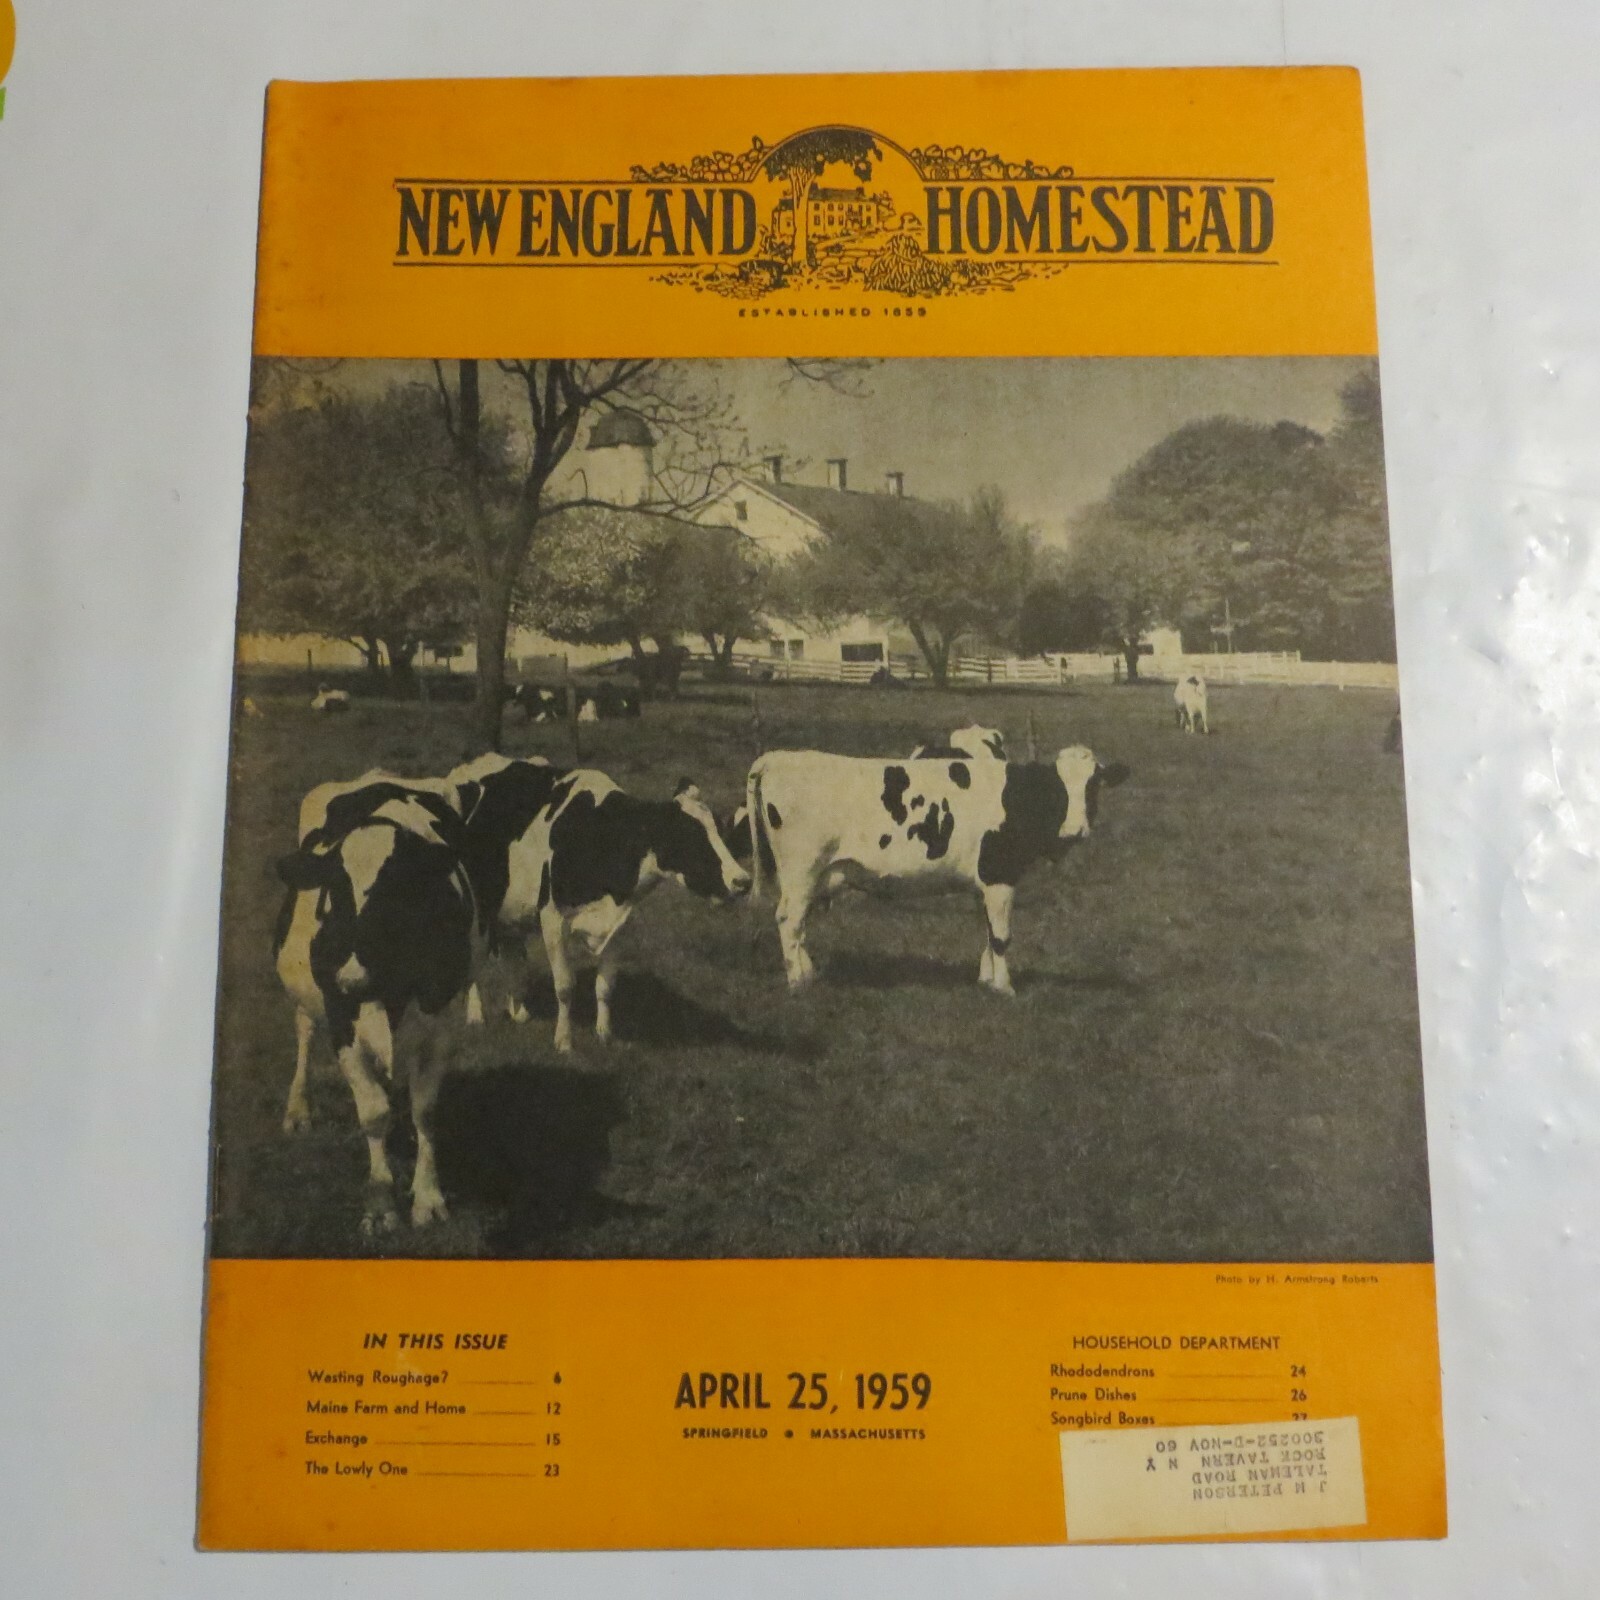 NEW ENGLAND HOMESTEAD
ESTABLISHED 1859
Photo by H. Armstrong Roberts
IN THIS ISSUE
Wasting Roughage? 6
Maine Farm and Home 12
Exchange 15
The Lowly One 23
APRIL 25, 1959
SPRINGFIELD • MASSACHUSETTS
HOUSEHOLD DEPARTMENT
Rhododendrons 24
Prune Dishes 26
Songbird Boxes 27
J M PETERSON
TALEMAN ROAD
ROCK TAVERN N Y
300252-D-NOV 60